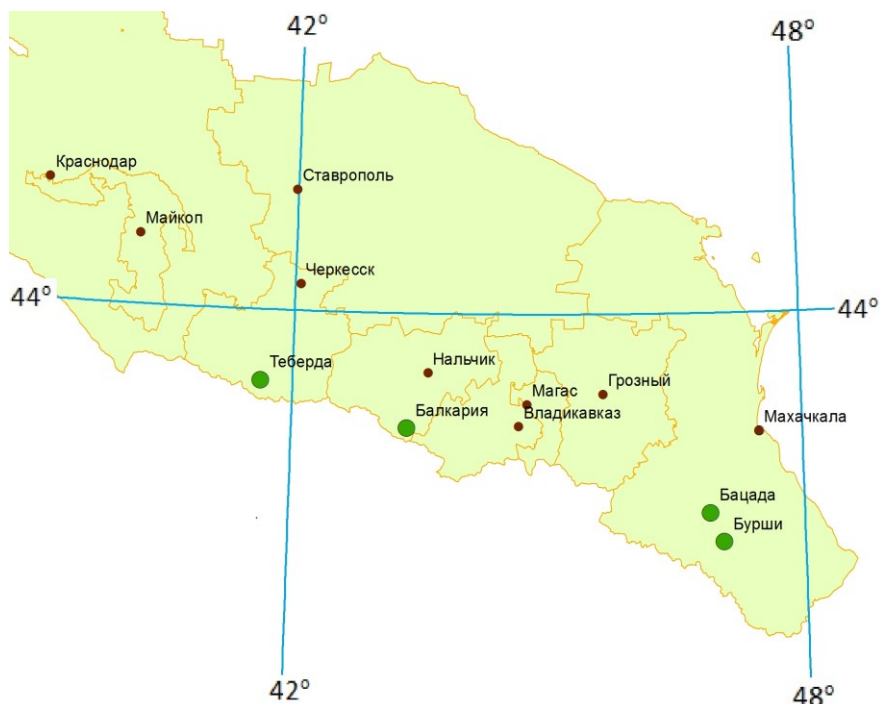 42°
48°
Краснодар
Ставрополь
Майкоп
Черкесск
44°
44°
Теберда
Нальчик
Магас
Грозный
Балкария
Владикавказ
Махачкала
Бацада
Бурши
42°
48°